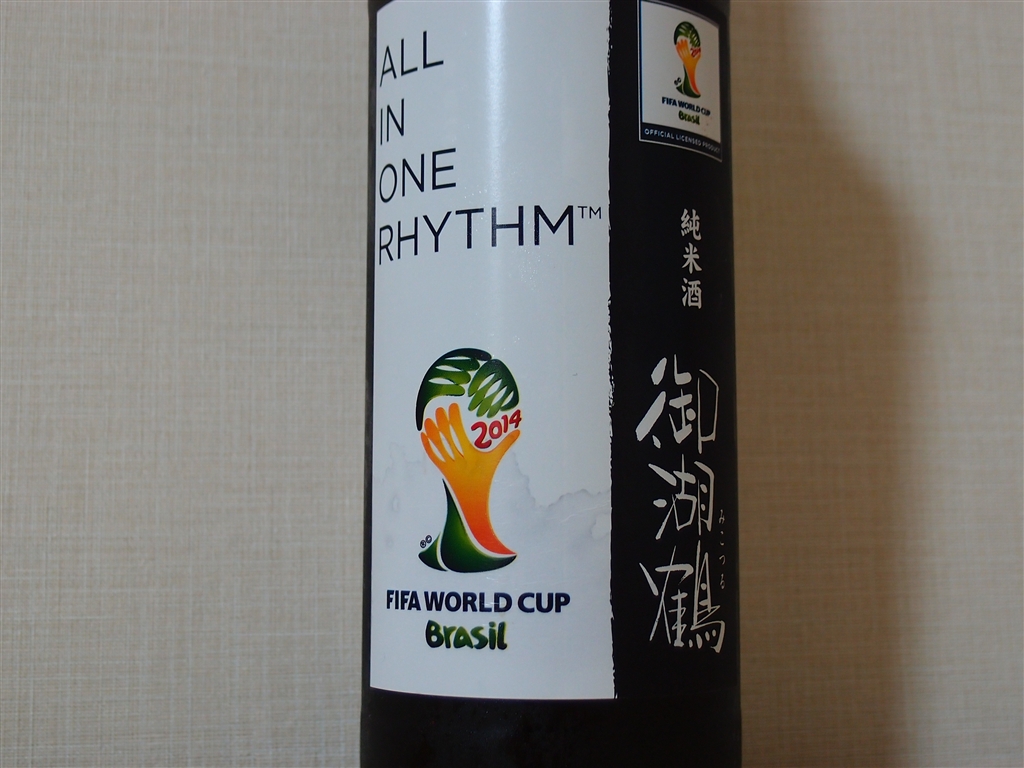 ALL
IN
ONE
RHYTHM™
2014
®©
FIFA WORLD CUP
Brasil
FIFA WORLD CUP
Brasil
OFFICIAL LICENSED PRODUCT
純米酒
御湖鶴
みこつる